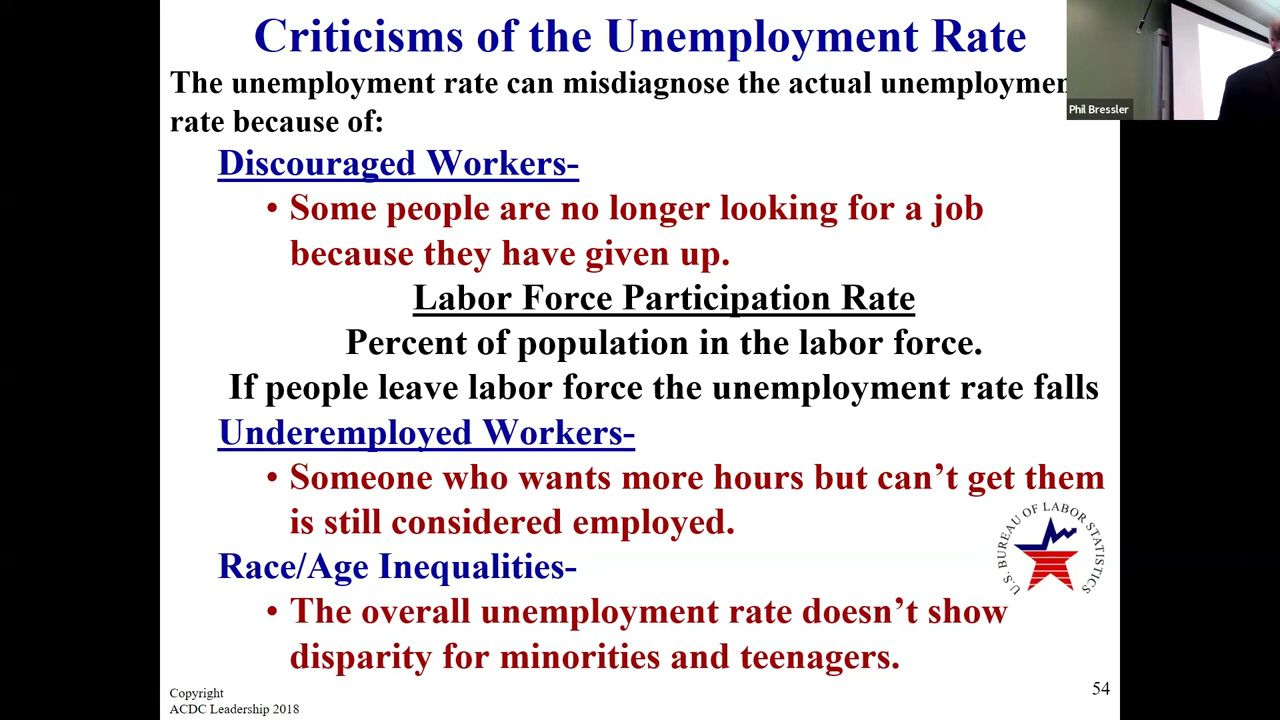 Criticisms of the Unemployment Rate
The unemployment rate can misdiagnose the actual unemploymen
rate because of:
Phil Bressler
Discouraged Workers-
• Some people are no longer looking for a job
because they have given up.
Labor Force Participation Rate
Percent of population in the labor force.
If people leave labor force the unemployment rate falls
Underemployed Workers-
• Someone who wants more hours but can’t get them
is still considered employed.
U.S. BUREAU OF LABOR STATISTICS
Race/Age Inequalities-
• The overall unemployment rate doesn’t show
disparity for minorities and teenagers.
Copyright
ACDC Leadership 2018
54